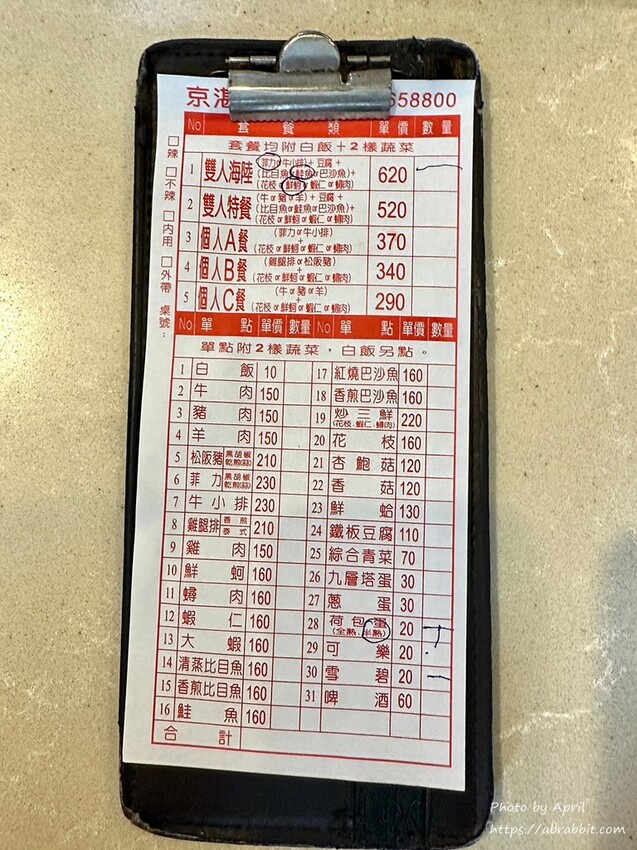 京湛 658800
No 套餐類 單價 數量
套餐均附白飯＋2樣蔬菜
□辣 □不辣 □內用 □外帶 桌號：
1 雙人海陸 (菲力or牛小排)+豆腐+ (比目魚or鮭魚or巴沙魚)+ (花枝or鮮蚵or蝦仁or蟳肉) 620 一
2 雙人特餐 (牛or豬or羊)+豆腐+ (比目魚or鮭魚or巴沙魚)+ (花枝or鮮蚵or蝦仁or蟳肉) 520
3 個人A餐 (菲力or牛小排) + (花枝or鮮蚵or蝦仁or蟳肉) 370
4 個人B餐 (雞腿排or松阪豬) + (花枝or鮮蚵or蝦仁or蟳肉) 340
5 個人C餐 (牛or豬or羊) + (花枝or鮮蚵or蝦仁or蟳肉) 290
No 單點 單價 數量 No 單點 單價 數量
單點附2樣蔬菜，白飯另點。
1 白飯 10
2 牛肉 150
3 豬肉 150
4 羊肉 150
5 松阪豬 黑胡椒 乾煎(蒜) 210
6 菲力 黑胡椒 乾煎(蒜) 230
7 牛小排 230
8 雞腿排 香煎 泰式 210
9 雞肉 150
10 鮮蚵 160
11 蟳肉 160
12 蝦仁 160
13 大蝦 160
14 清蒸比目魚 160
15 香煎比目魚 160
16 鮭魚 160
17 紅燒巴沙魚 160
18 香煎巴沙魚 160
19 炒三鮮 (花枝.蝦仁.蟳肉) 220
20 花枝 160
21 杏鮑菇 120
22 香菇 120
23 鮮蛤 130
24 鐵板豆腐 110
25 綜合青菜 70
26 九層塔蛋 30
27 蔥蛋 30
28 荷包蛋 (全熟.半熟) 20
29 可樂 20
30 雪碧 20 一
31 啤酒 60
合計
Photo by April
https://abrabbit.com